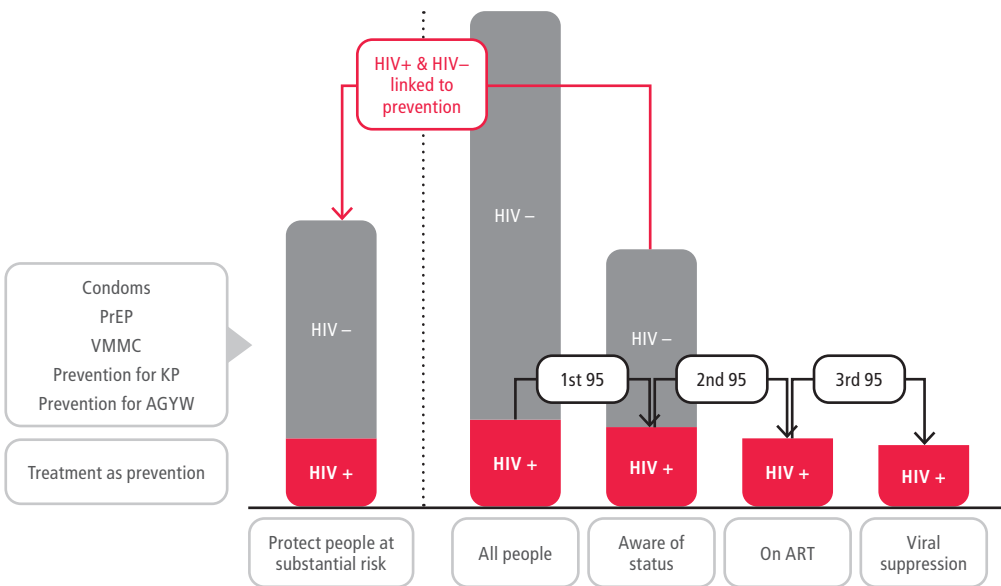 HIV+ & HIV–
linked to
prevention
HIV –
HIV –
HIV –
Condoms
PrEP
VMMC
Prevention for KP
Prevention for AGYW
1st 95
2nd 95
3rd 95
Treatment as prevention
HIV +
HIV +
HIV +
HIV +
HIV +
Protect people at
substantial risk
All people
Aware of
status
On ART
Viral
suppression